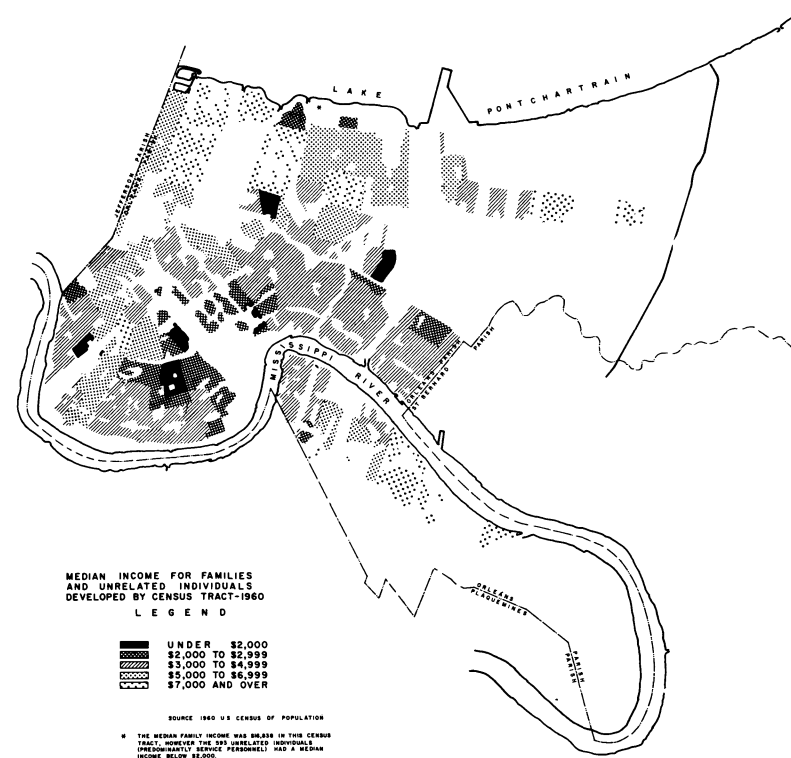 LAKE
PONTCHARTRAIN
JEFFERSON PARISH
ORLEANS PARISH
MISSISSIPPI RIVER
ORLEANS PARISH
ST BERNARD PARISH
ORLEANS PARISH
PLAQUEMINES PARISH
MEDIAN INCOME FOR FAMILIES
AND UNRELATED INDIVIDUALS
DEVELOPED BY CENSUS TRACT-1960
LEGEND
UNDER $2,000
$2,000 TO $2,999
$3,000 TO $4,999
$5,000 TO $6,999
$7,000 AND OVER
SOURCE 1960 U S CENSUS OF POPULATION
* THE MEDIAN FAMILY INCOME WAS $16,838 IN THIS CENSUS
TRACT, HOWEVER THE 593 UNRELATED INDIVIDUALS
(PREDOMINANTLY SERVICE PERSONNEL) HAD A MEDIAN
INCOME BELOW $2,000.